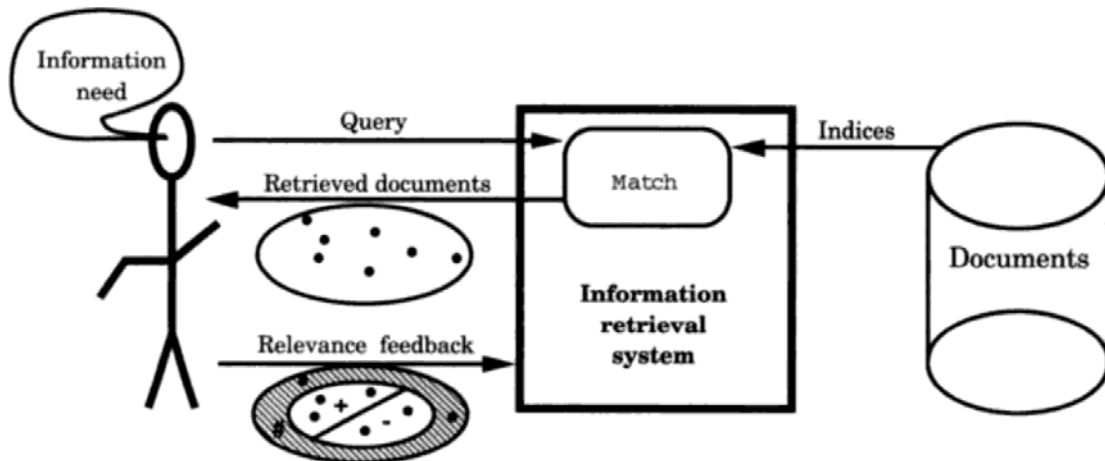 Information
need
Query
Indices
Match
Retrieved documents
Documents
Information
retrieval
system
Relevance feedback
+
-
#